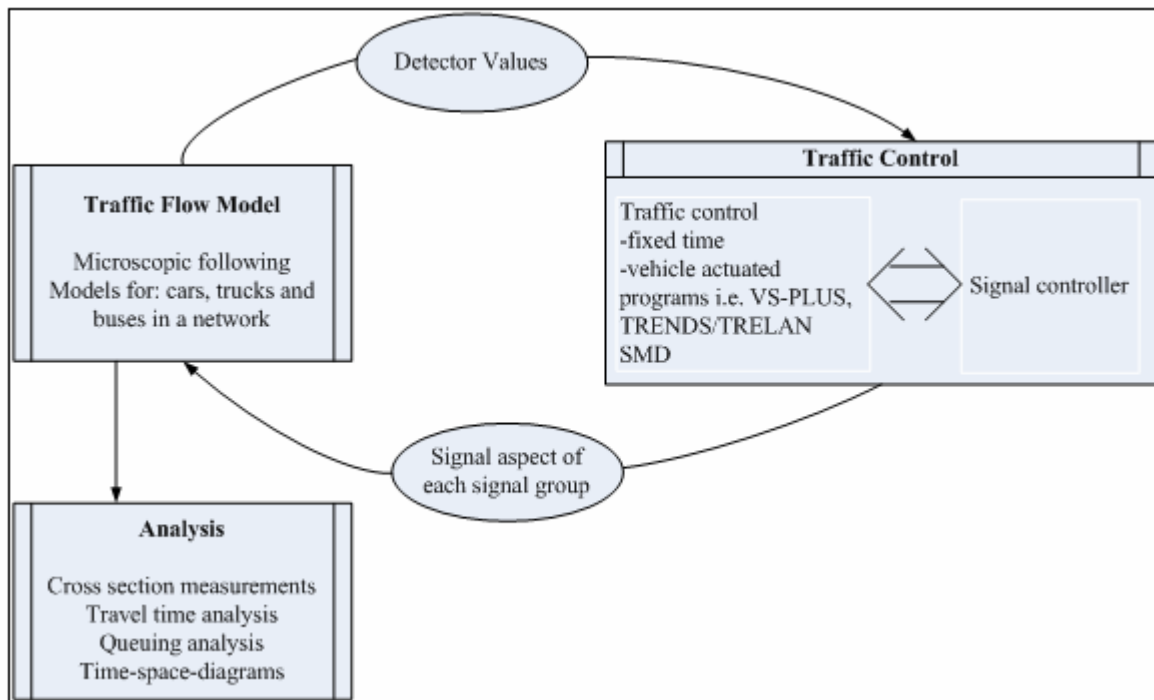 Detector Values
Traffic Flow Model
Microscopic following
Models for: cars, trucks and
buses in a network
Traffic Control
Traffic control
-fixed time
-vehicle actuated
programs i.e. VS-PLUS,
TRENDS/TRELAN
SMD
Signal controller
Signal aspect of
each signal group
Analysis
Cross section measurements
Travel time analysis
Queuing analysis
Time-space-diagrams